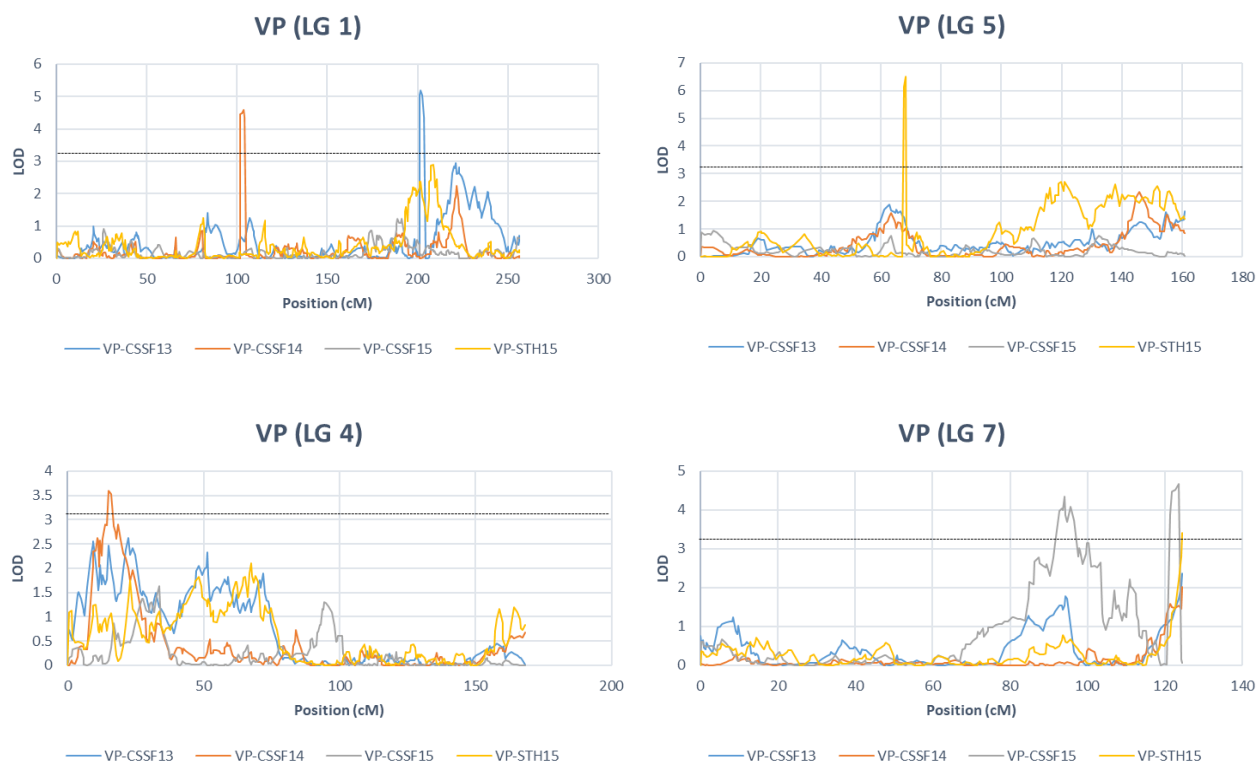 VP (LG 1)
6
5
4
3
2
1
0
LOD
0 50 100 150 200 250 300
Position (cM)
VP-CSSF13 VP-CSSF14 VP-CSSF15 VP-STH15
VP (LG 5)
7
6
5
4
3
2
1
0
LOD
0 20 40 60 80 100 120 140 160 180
Position (cM)
VP-CSSF13 VP-CSSF14 VP-CSSF15 VP-STH15
VP (LG 4)
4
3.5
3
2.5
2
1.5
1
0.5
0
LOD
0 50 100 150 200
Position (cM)
VP-CSSF13 VP-CSSF14 VP-CSSF15 VP-STH15
VP (LG 7)
5
4
3
2
1
0
LOD
0 20 40 60 80 100 120 140
Position (cM)
VP-CSSF13 VP-CSSF14 VP-CSSF15 VP-STH15